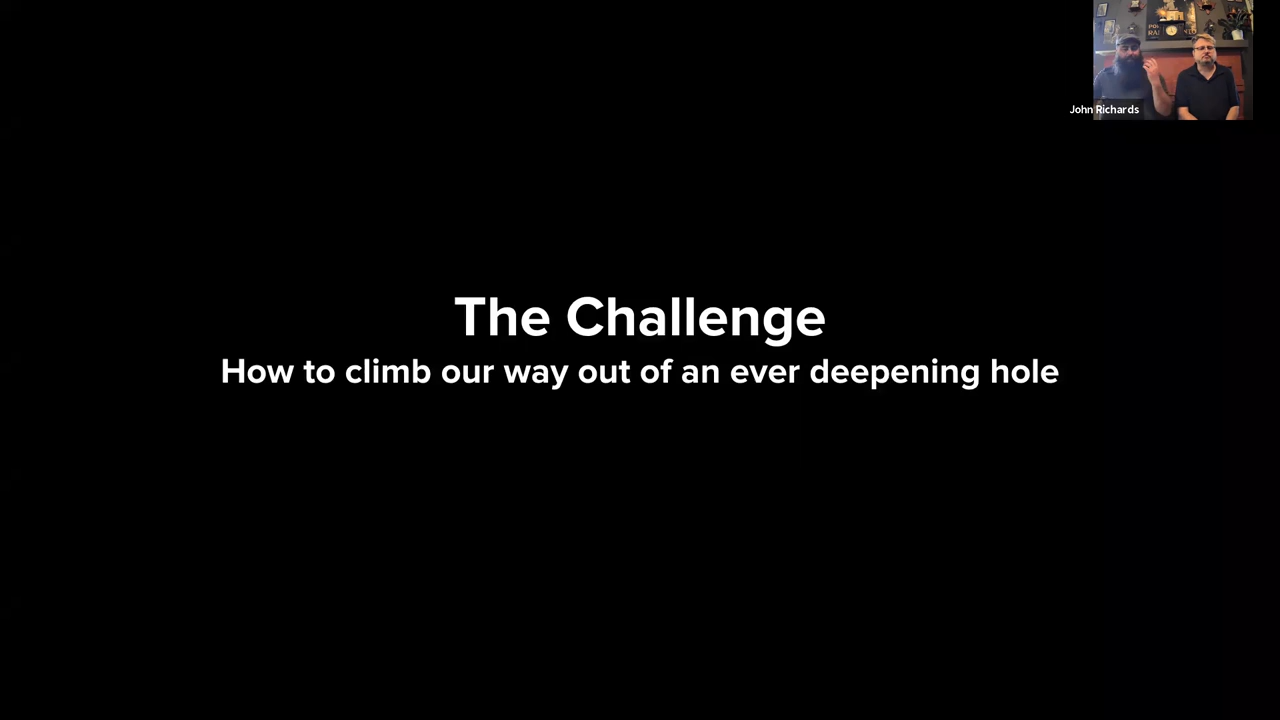 John Richards
The Challenge
How to climb our way out of an ever deepening hole